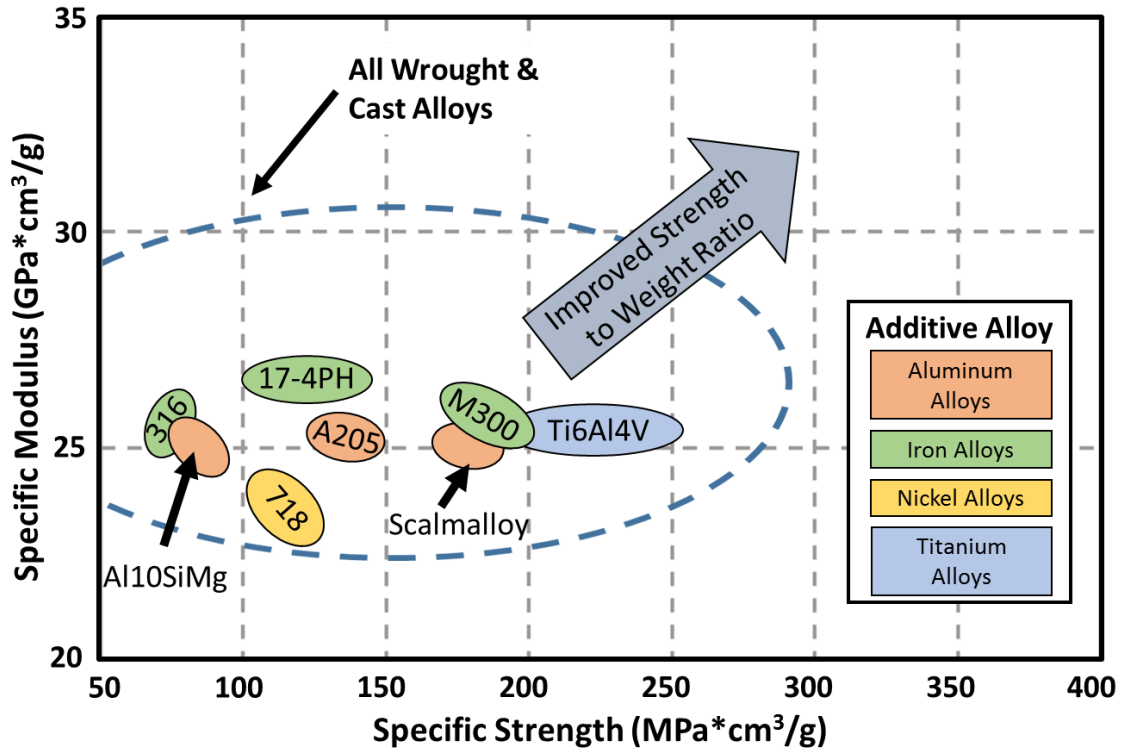 35
30
25
20
Specific Modulus (GPa*cm³/g)
All Wrought &
Cast Alloys
Improved Strength
to Weight Ratio
17-4PH
316
A205
M300
Ti6Al4V
718
Scalmalloy
Al10SiMg
Additive Alloy
Aluminum
Alloys
Iron Alloys
Nickel Alloys
Titanium
Alloys
50 100 150 200 250 300 350 400
Specific Strength (MPa*cm³/g)